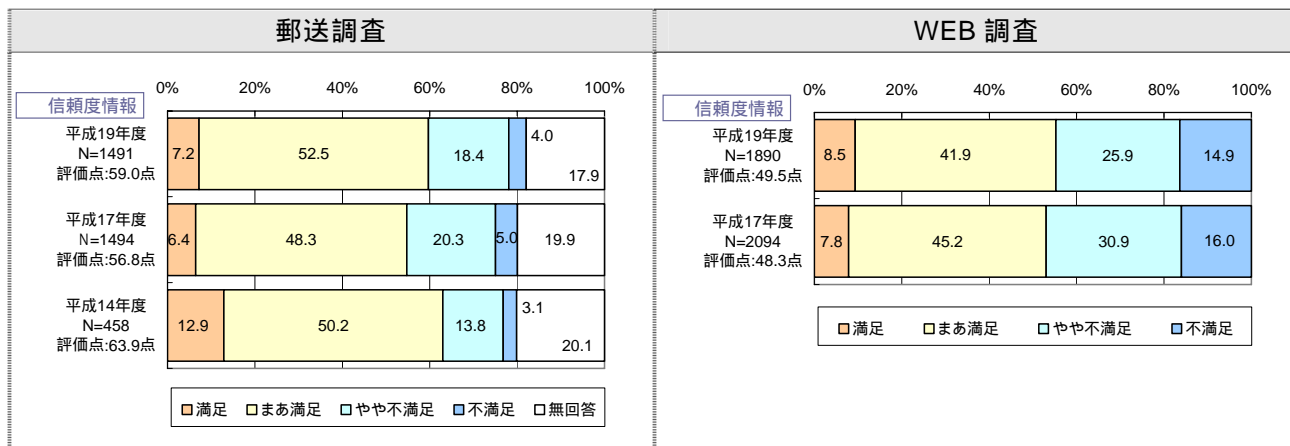 郵送調査
WEB 調査
0% 20% 40% 60% 80% 100%
信頼度情報
平成19年度
N=1491
評価点:59.0点
7.2 52.5 18.4 4.0 17.9
平成17年度
N=1494
評価点:56.8点
6.4 48.3 20.3 5.0 19.9
平成14年度
N=458
評価点:63.9点
12.9 50.2 13.8 3.1 20.1
満足 まあ満足 やや不満足 不満足 無回答
0% 20% 40% 60% 80% 100%
信頼度情報
平成19年度
N=1890
評価点:49.5点
8.5 41.9 25.9 14.9
平成17年度
N=2094
評価点:48.3点
7.8 45.2 30.9 16.0
満足 まあ満足 やや不満足 不満足